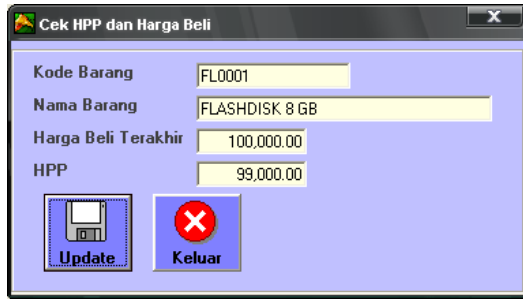 Cek HPP dan Harga Beli
Kode Barang FL0001
Nama Barang FLASHDISK 8 GB
Harga Beli Terakhir 100,000.00
HPP 99,000.00
Update Keluar